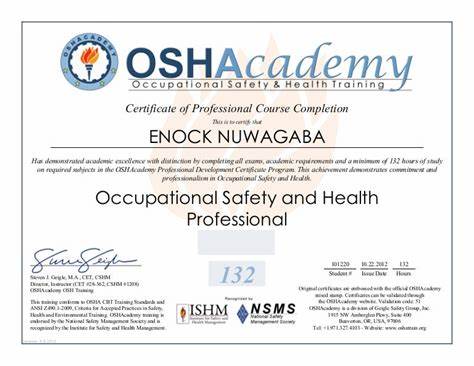 OSHACADEMY
OSHAcademy
Occupational Safety & Health Training
Certificate of Professional Course Completion
This is to certify that
ENOCK NUWAGABA
Has demonstrated academic excellence with distinction by completing all exams, academic requirements and a minimum of 132 hours of study
on required subjects in the OSHAcademy Professional Development Certificate Program. This achievement demonstrates commitment and
professionalism in Occupational Safety and Health.
Occupational Safety and Health
Professional
132
Steven J. Geigle, M.A., CET, CSHM
Director, Instructor (CET #28-362, CSHM #1200)
OSHAcademy OSH Training
101220
Student #
10.22.2012
Issue Date
132
Hours
This training conforms to OSHA CBT Training Standards and
ANSI Z490.1-2009, Criteria for Accepted Practices in Safety,
Health and Environmental Training. OSHAcademy training is
endorsed by the National Safety Management Society and is
recognized by the Institute for Safety and Health Management.
Recognized by
ISHM
Institute for Safety
and Health Management
NSMS
National Safety
Management Society
Original certificates are embossed with the official OSHAcademy
mixed stamp. Certificates can be validated through
the website or by contacting OSHAcademy.
OSHAcademy is a division of Geigle Safety Group, Inc.
1915 NW Amberglen Pkwy, Suite 400
Beaverton, OR, USA, 97006
Tel: +1.971.327.4103 - Website: www.oshatrain.org